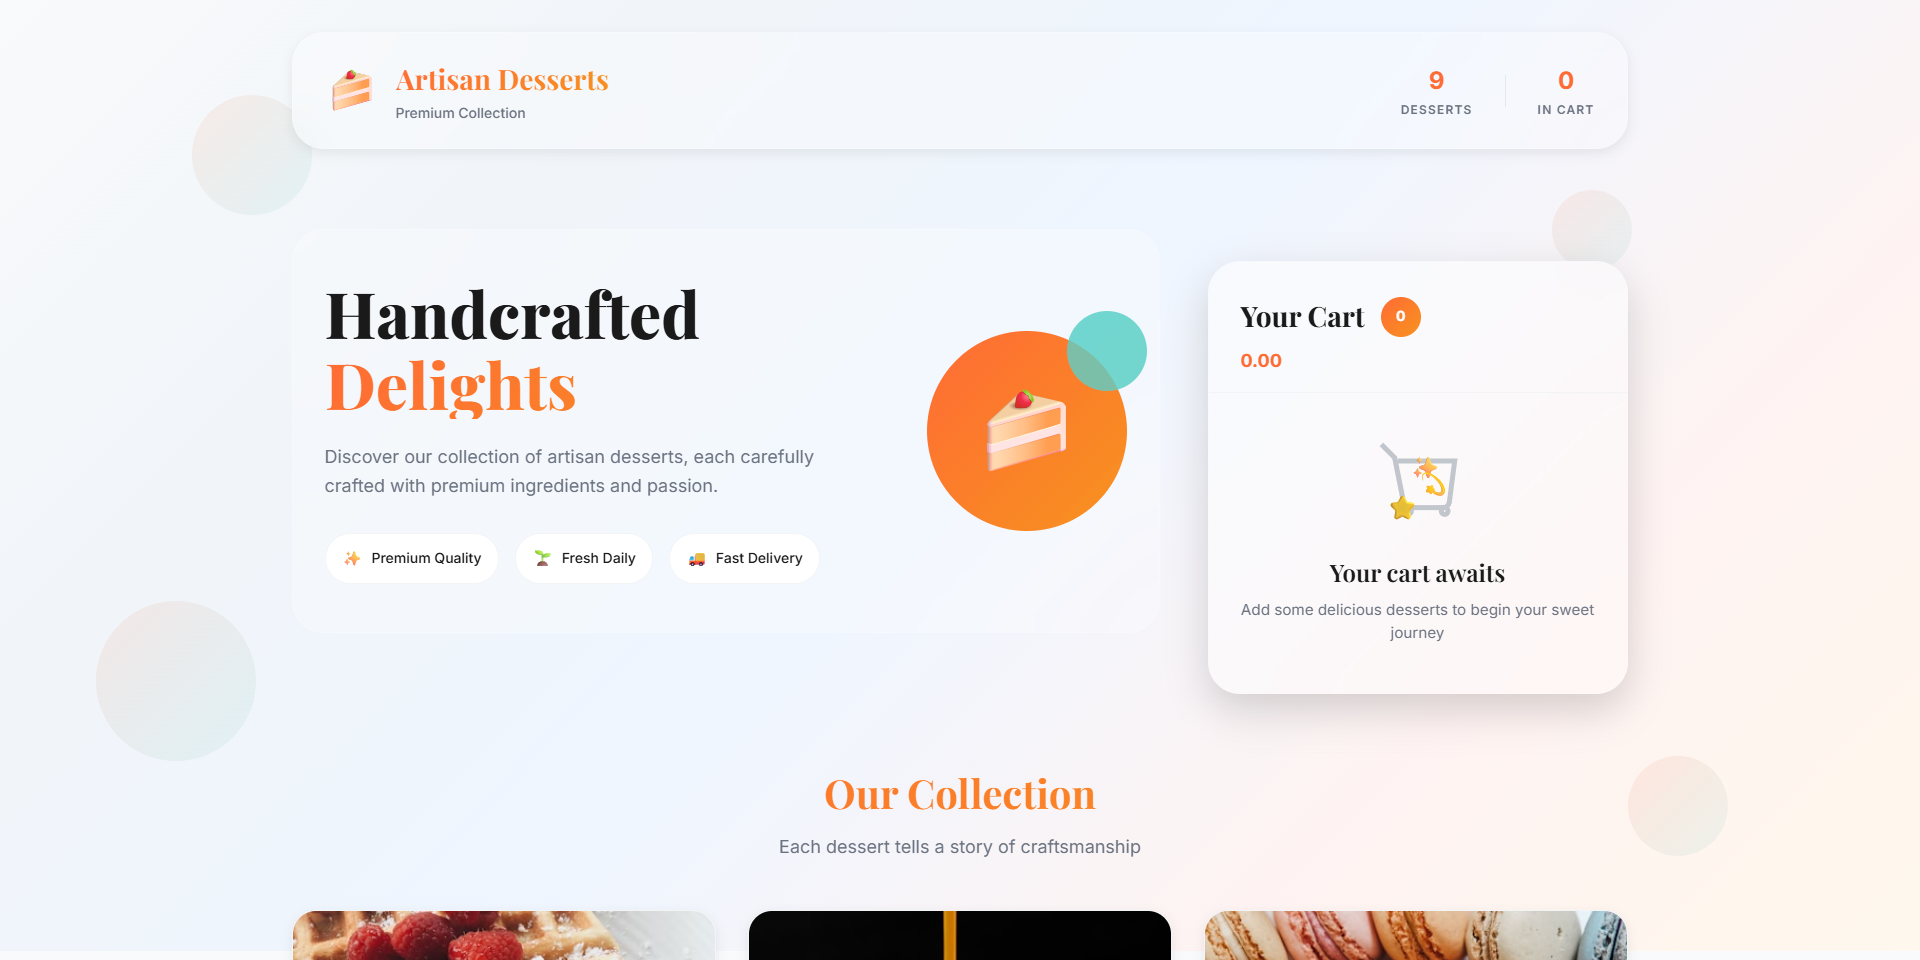 Artisan Desserts
Premium Collection
9
DESSERTS
0
IN CART
Handcrafted
Delights
Discover our collection of artisan desserts, each carefully
crafted with premium ingredients and passion.
Premium Quality
Fresh Daily
Fast Delivery
Your Cart
0
0.00
Your cart awaits
Add some delicious desserts to begin your sweet
journey
Our Collection
Each dessert tells a story of craftsmanship